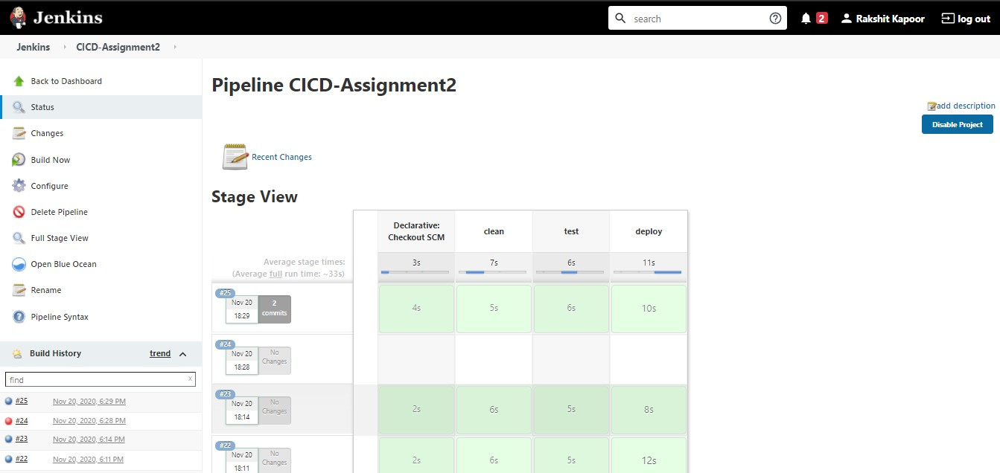 Jenkins
search
2
Rakshit Kapoor
log out
Jenkins
CICD-Assignment2
Back to Dashboard
Status
Changes
Build Now
Configure
Delete Pipeline
Full Stage View
Open Blue Ocean
Rename
Pipeline Syntax
Build History
trend
find
x
#25 Nov 20, 2020, 6:29 PM
#24 Nov 20, 2020, 6:28 PM
#23 Nov 20, 2020, 6:14 PM
#22 Nov 20, 2020, 6:11 PM
Pipeline CICD-Assignment2
add description
Disable Project
Recent Changes
Stage View
Declarative:
Checkout SCM
clean
test
deploy
Average stage times:
(Average full run time: ~33s)
3s
7s
6s
11s
#25
Nov 20
18:29
2
commits
4s
5s
6s
10s
#24
Nov 20
18:28
No
Changes
#23
Nov 20
18:14
No
Changes
2s
6s
5s
8s
#22
Nov 20
18:11
No
Changes
2s
6s
5s
12s